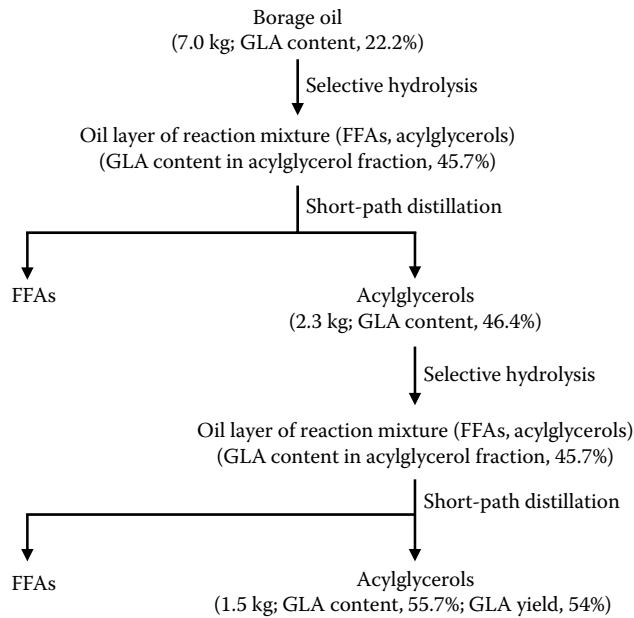 Borage oil
(7.0 kg; GLA content, 22.2%)
Selective hydrolysis
Oil layer of reaction mixture (FFAs, acylglycerols)
(GLA content in acylglycerol fraction, 45.7%)
Short-path distillation
FFAs
Acylglycerols
(2.3 kg; GLA content, 46.4%)
Selective hydrolysis
Oil layer of reaction mixture (FFAs, acylglycerols)
(GLA content in acylglycerol fraction, 45.7%)
Short-path distillation
FFAs
Acylglycerols
(1.5 kg; GLA content, 55.7%; GLA yield, 54%)